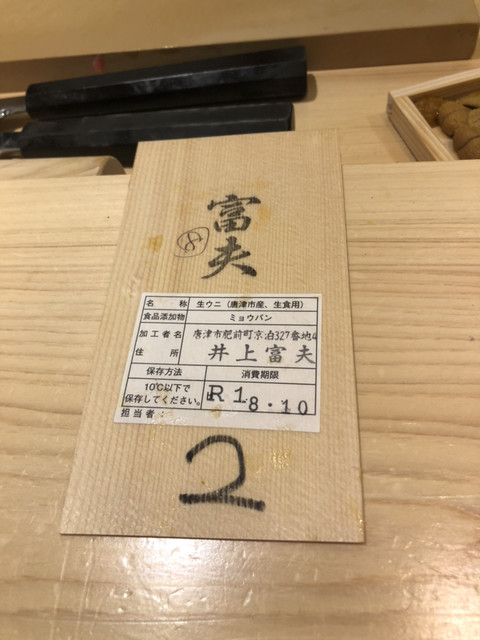 富夫
8
名 称 生ウニ（唐津市産、生食用）
食品添加物 ミョウバン
加工者名 唐津市肥前町京泊327番地4
住 所 井上富夫
保存方法 消費期限
10℃以下で
保存してください。 R1.8.10
担当者：
2